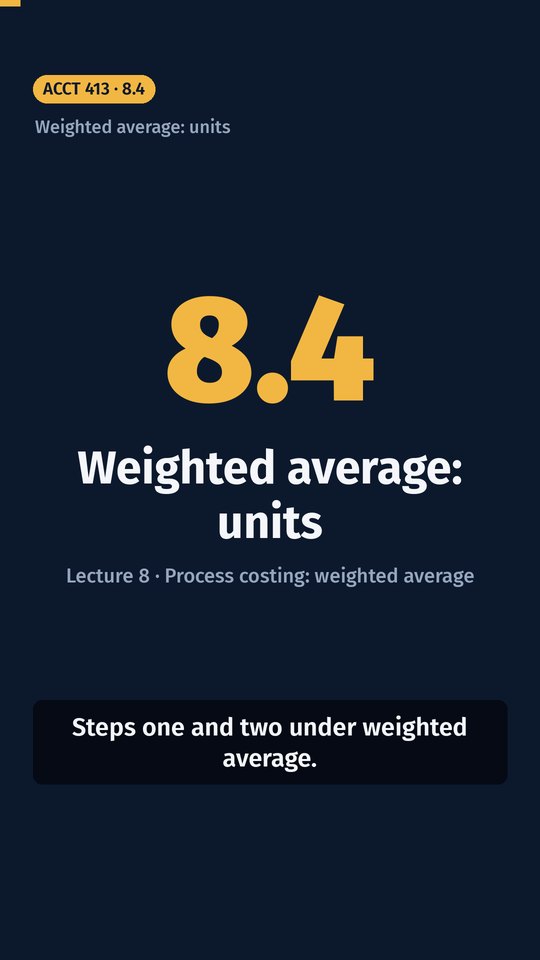 ACCT 413 · 8.4
Weighted average: units
8.4
Weighted average:
units
Lecture 8 · Process costing: weighted average
Steps one and two under weighted
average.